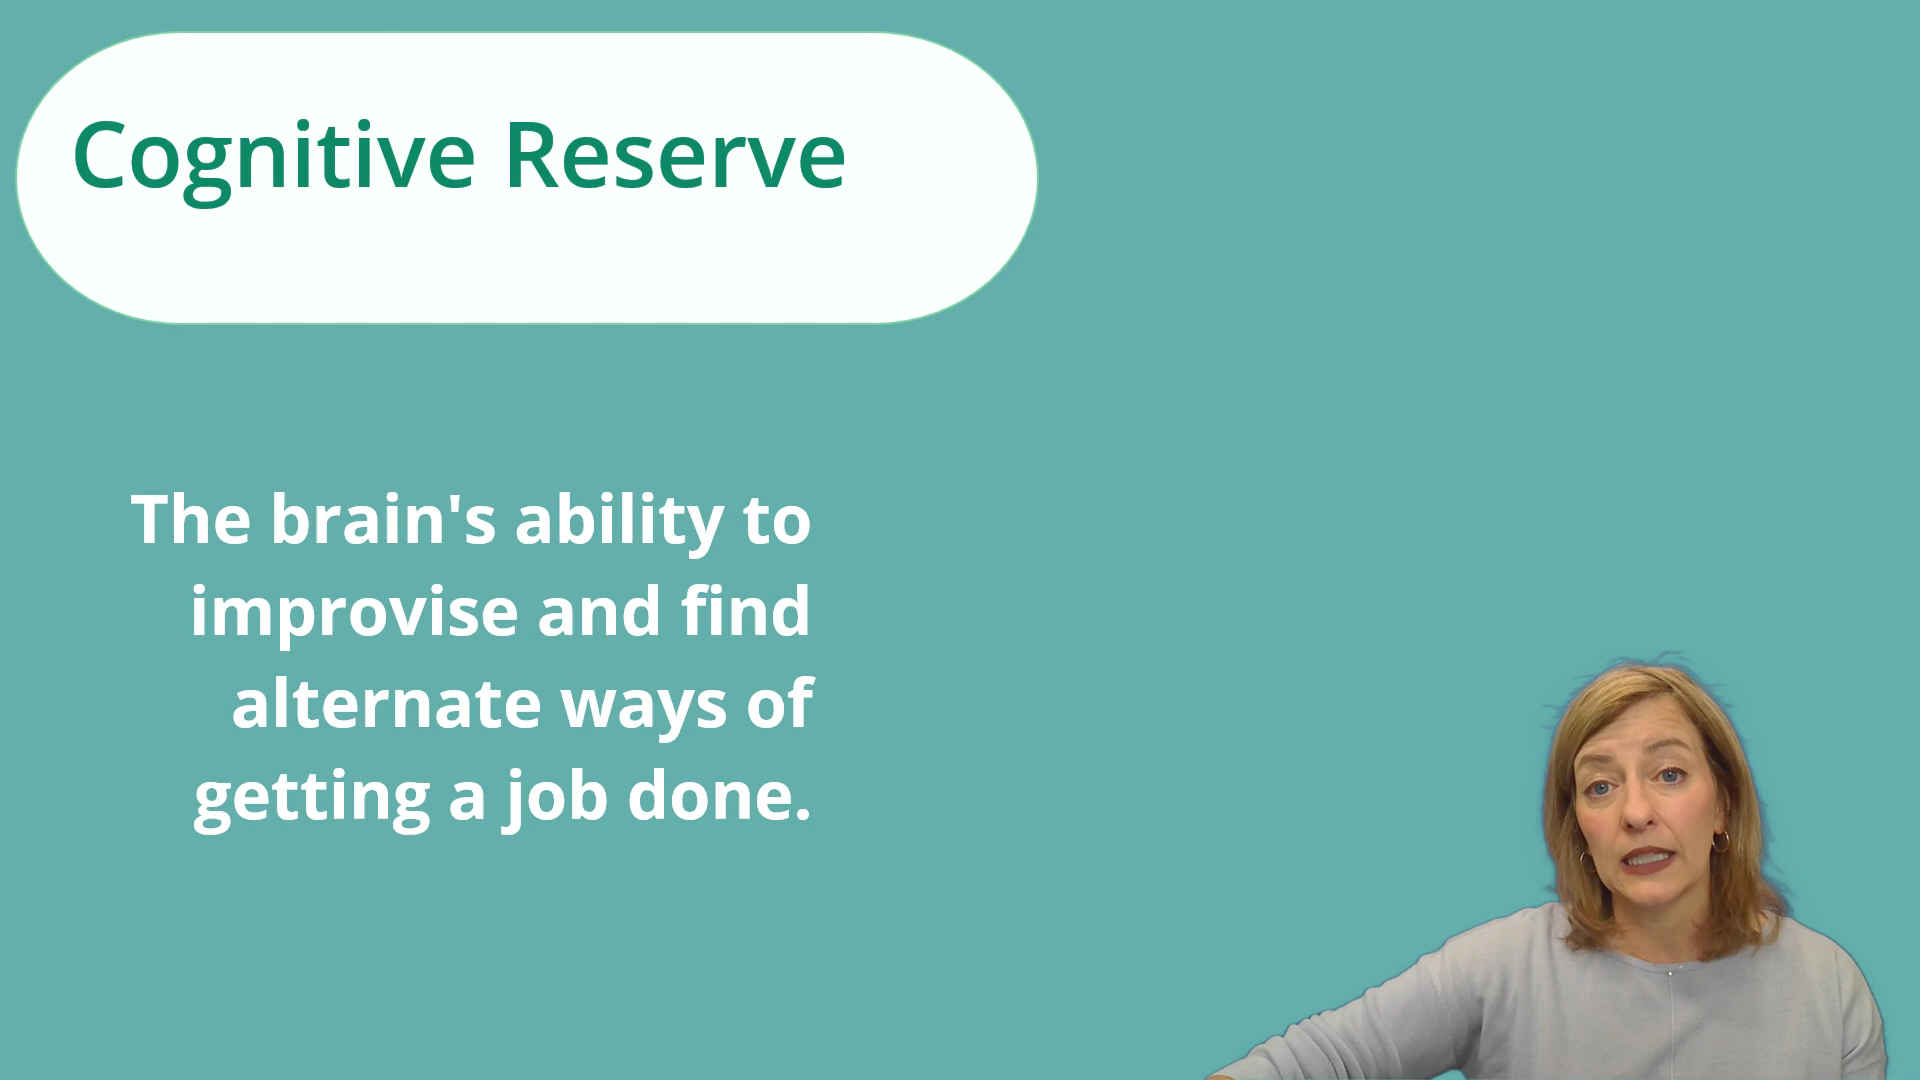 Cognitive Reserve
The brain's ability to
improvise and find
alternate ways of
getting a job done.